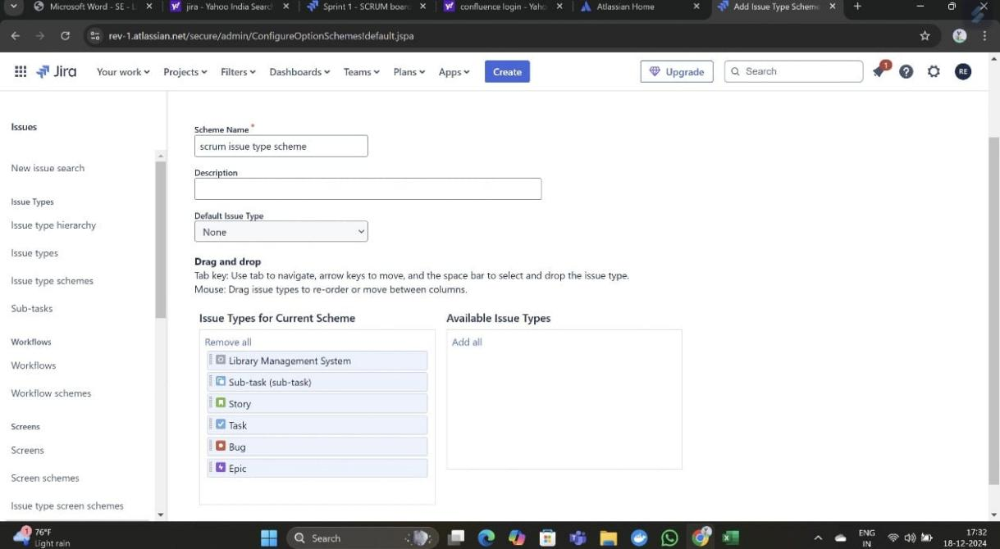 Microsoft Word - SE - L
jira - Yahoo India Searc
Sprint 1 - SCRUM board
confluence login - Yaho
Atlassian Home
Add Issue Type Scheme
rev-1.atlassian.net/secure/admin/ConfigureOptionSchemes!default.jspa
Jira
Your work
Projects
Filters
Dashboards
Teams
Plans
Apps
Create
Upgrade
Search
1
RE
Issues
New issue search
Issue Types
Issue type hierarchy
Issue types
Issue type schemes
Sub-tasks
Workflows
Workflows
Workflow schemes
Screens
Screens
Screen schemes
Issue type screen schemes
Scheme Name *
scrum issue type scheme
Description
Default Issue Type
None
Drag and drop
Tab key: Use tab to navigate, arrow keys to move, and the space bar to select and drop the issue type.
Mouse: Drag issue types to re-order or move between columns.
Issue Types for Current Scheme
Remove all
Library Management System
Sub-task (sub-task)
Story
Task
Bug
Epic
Available Issue Types
Add all
1
76°F
Light rain
Search
ENG
IN
17:32
18-12-2024